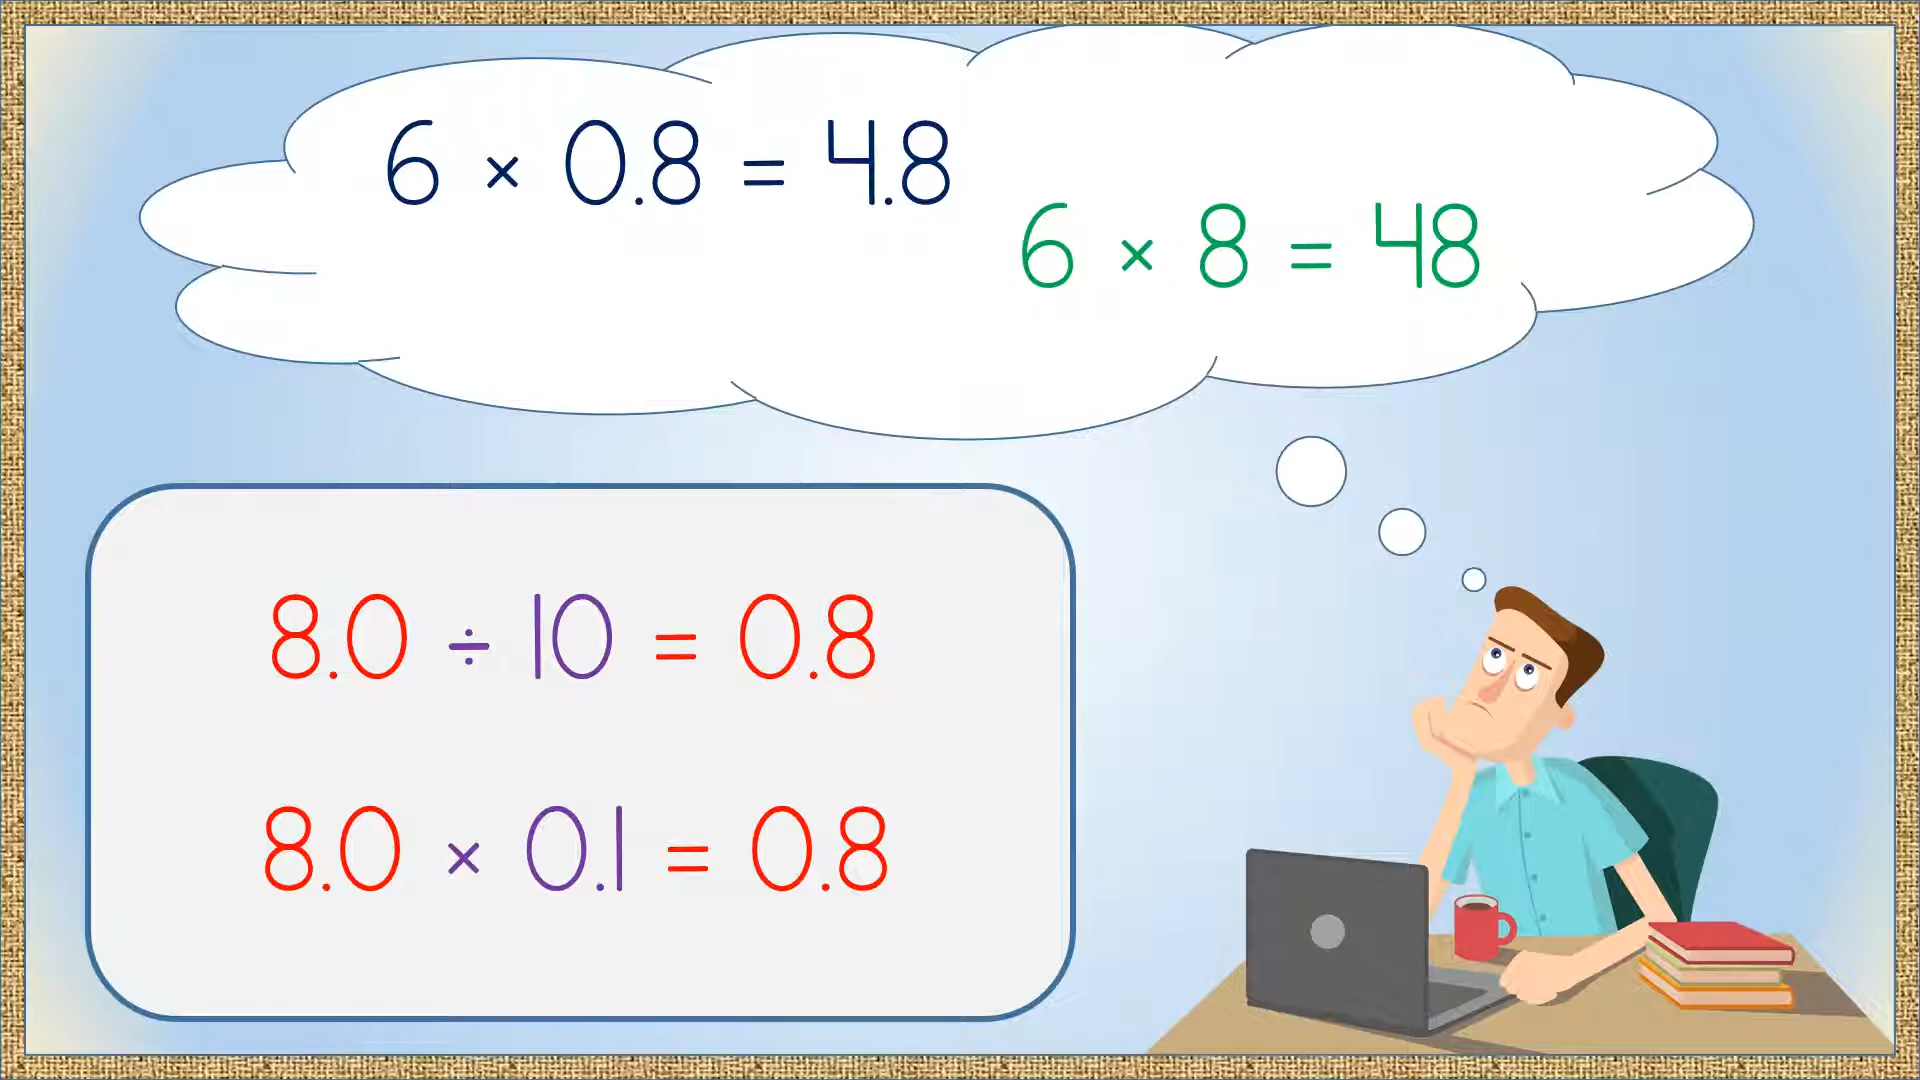 6 × 0.8 = 4.8
6 × 8 = 48
8.0 ÷ 10 = 0.8
8.0 × 0.1 = 0.8